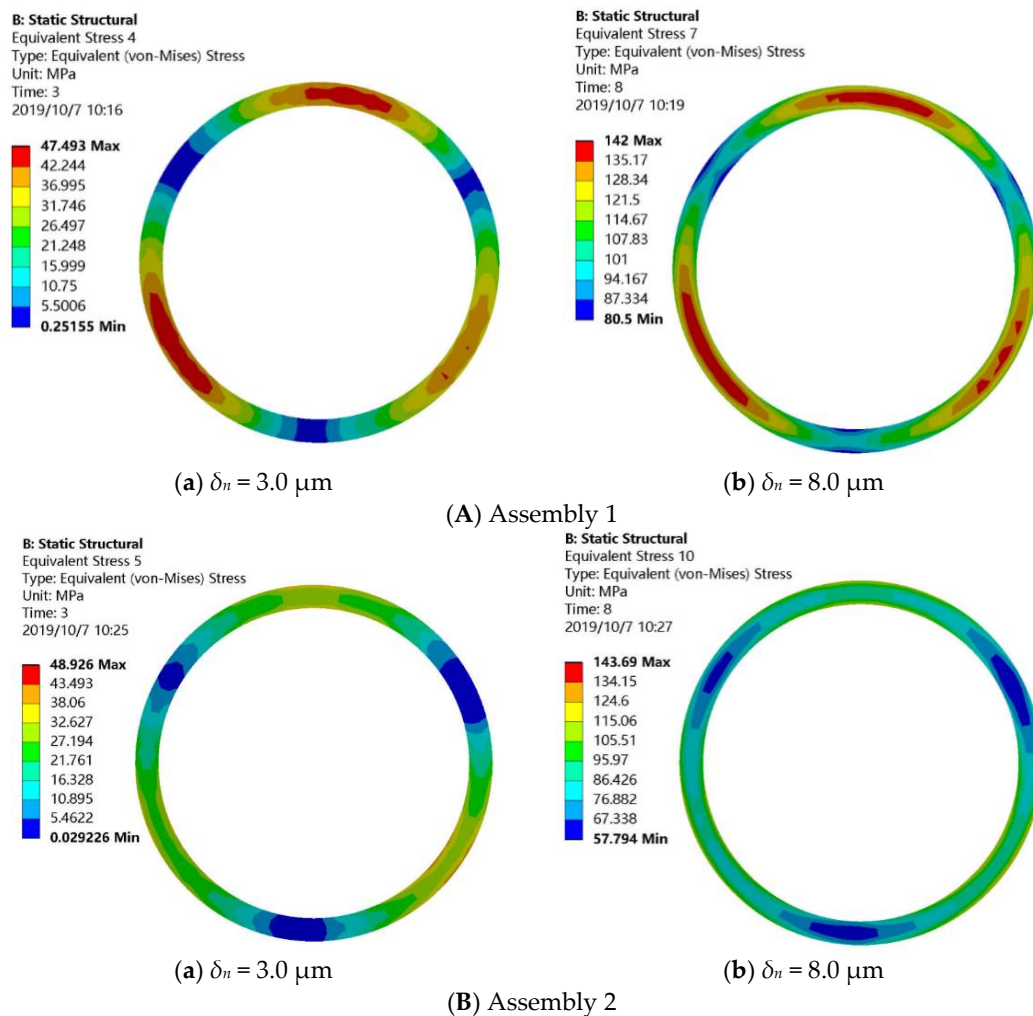 B: Static Structural
Equivalent Stress 4
Type: Equivalent (von-Mises) Stress
Unit: MPa
Time: 3
2019/10/7 10:16
47.493 Max
42.244
36.995
31.746
26.497
21.248
15.999
10.75
5.5006
0.25155 Min
B: Static Structural
Equivalent Stress 7
Type: Equivalent (von-Mises) Stress
Unit: MPa
Time: 8
2019/10/7 10:19
142 Max
135.17
128.34
121.5
114.67
107.83
101
94.167
87.334
80.5 Min
(a) δn = 3.0 μm
(b) δn = 8.0 μm
(A) Assembly 1
B: Static Structural
Equivalent Stress 5
Type: Equivalent (von-Mises) Stress
Unit: MPa
Time: 3
2019/10/7 10:25
48.926 Max
43.493
38.06
32.627
27.194
21.761
16.328
10.895
5.4622
0.029226 Min
B: Static Structural
Equivalent Stress 10
Type: Equivalent (von-Mises) Stress
Unit: MPa
Time: 8
2019/10/7 10:27
143.69 Max
134.15
124.6
115.06
105.51
95.97
86.426
76.882
67.338
57.794 Min
(a) δn = 3.0 μm
(b) δn = 8.0 μm
(B) Assembly 2